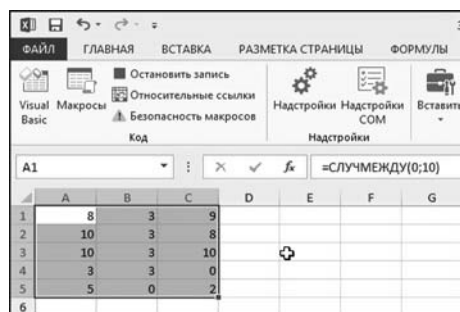 ФАЙЛ ГЛАВНАЯ ВСТАВКА РАЗМЕТКА СТРАНИЦЫ ФОРМУЛЫ
Visual Basic
Макросы
Остановить запись
Относительные ссылки
Безопасность макросов
Код
Надстройки
Надстройки COM
Надстройки
Вставить
A1 fx =СЛУЧМЕЖДУ(0;10)
A B C D E F G
1 8 3 9
2 10 3 8
3 10 3 10
4 3 3 0
5 5 0 2
6